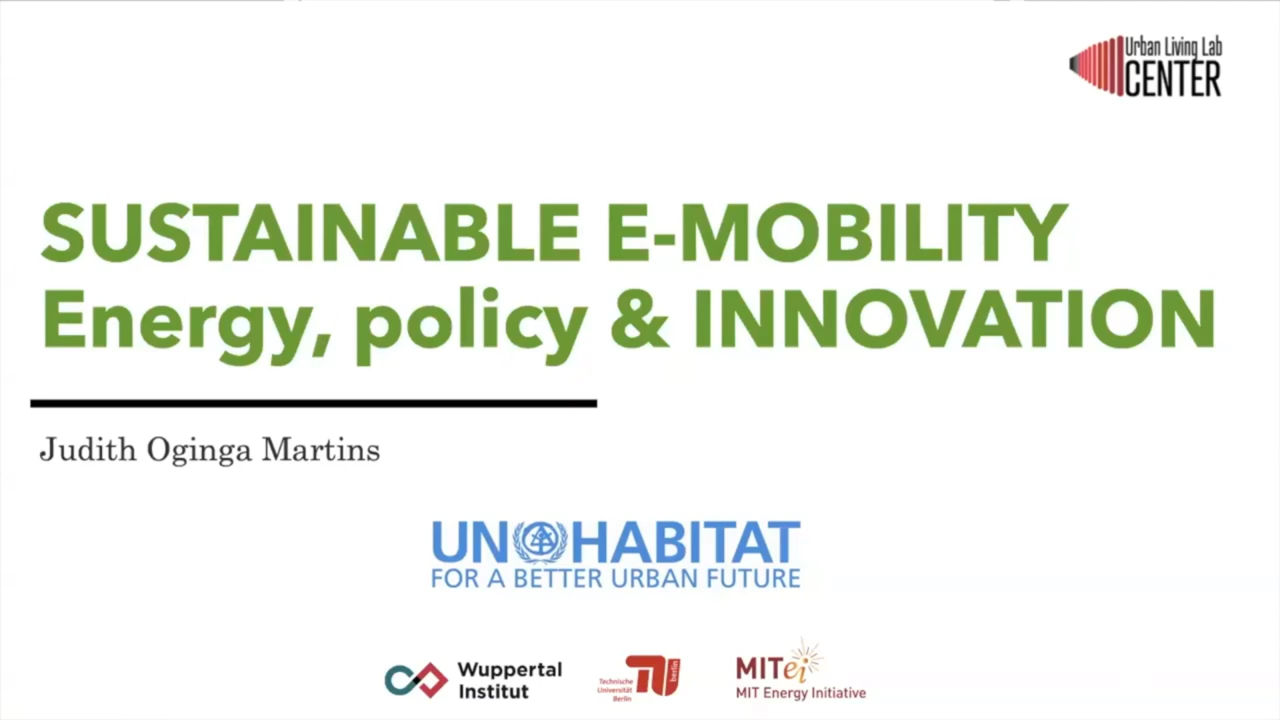 Urban Living Lab
CENTER
SUSTAINABLE E-MOBILITY
Energy, policy & INNOVATION
Judith Oginga Martins
UN HABITAT
FOR A BETTER URBAN FUTURE
Wuppertal
Institut
Technische
Universität
Berlin
berlin
MITei
MIT Energy Initiative